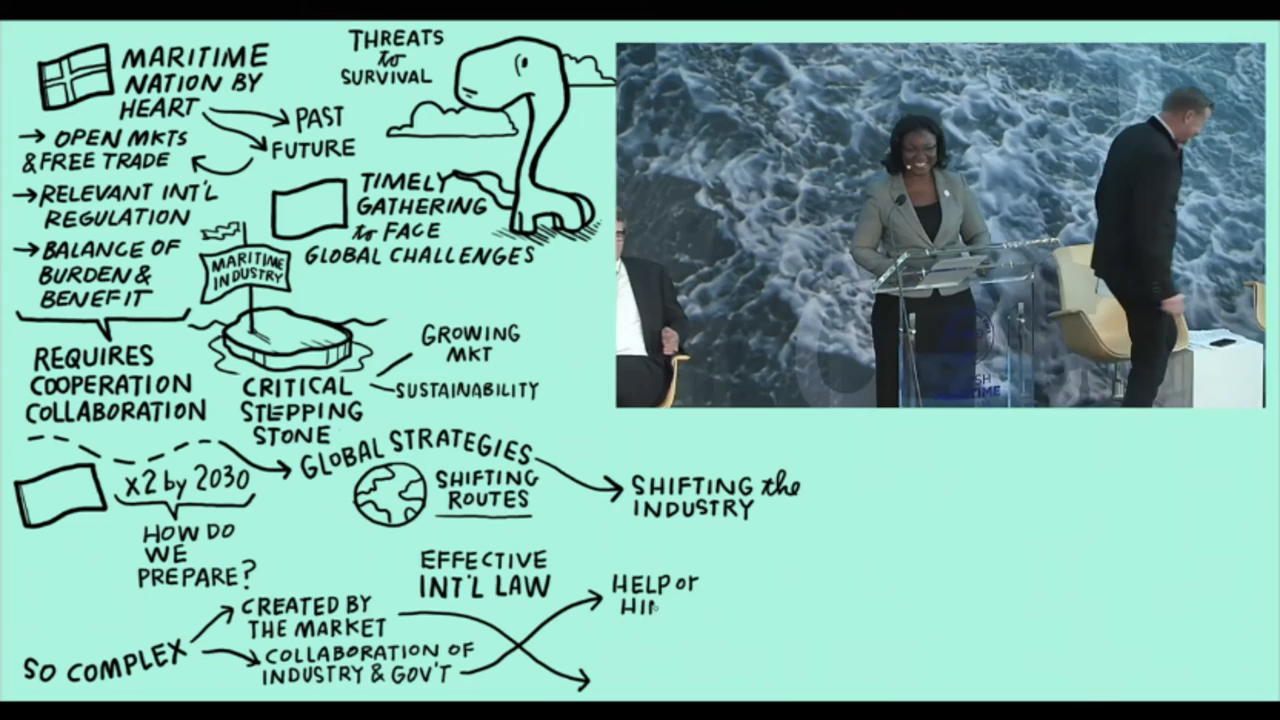 MARITIME
NATION BY
HEART
→ OPEN MKTS
& FREE TRADE
→ RELEVANT INT'L
REGULATION
→ BALANCE OF
BURDEN &
BENEFIT
REQUIRES
COOPERATION
COLLABORATION
PAST
FUTURE
THREATS
to
SURVIVAL
TIMELY
GATHERING
to FACE
GLOBAL CHALLENGES
MARITIME
INDUSTRY
CRITICAL
STEPPING
STONE
GROWING
MKT
SUSTAINABILITY
x2 by 2030
HOW DO
WE
PREPARE?
GLOBAL STRATEGIES
SHIFTING
ROUTES
SHIFTING the
INDUSTRY
EFFECTIVE
INT'L LAW
SO COMPLEX
CREATED BY
THE MARKET
COLLABORATION OF
INDUSTRY & GOV'T
HELP or
HIN